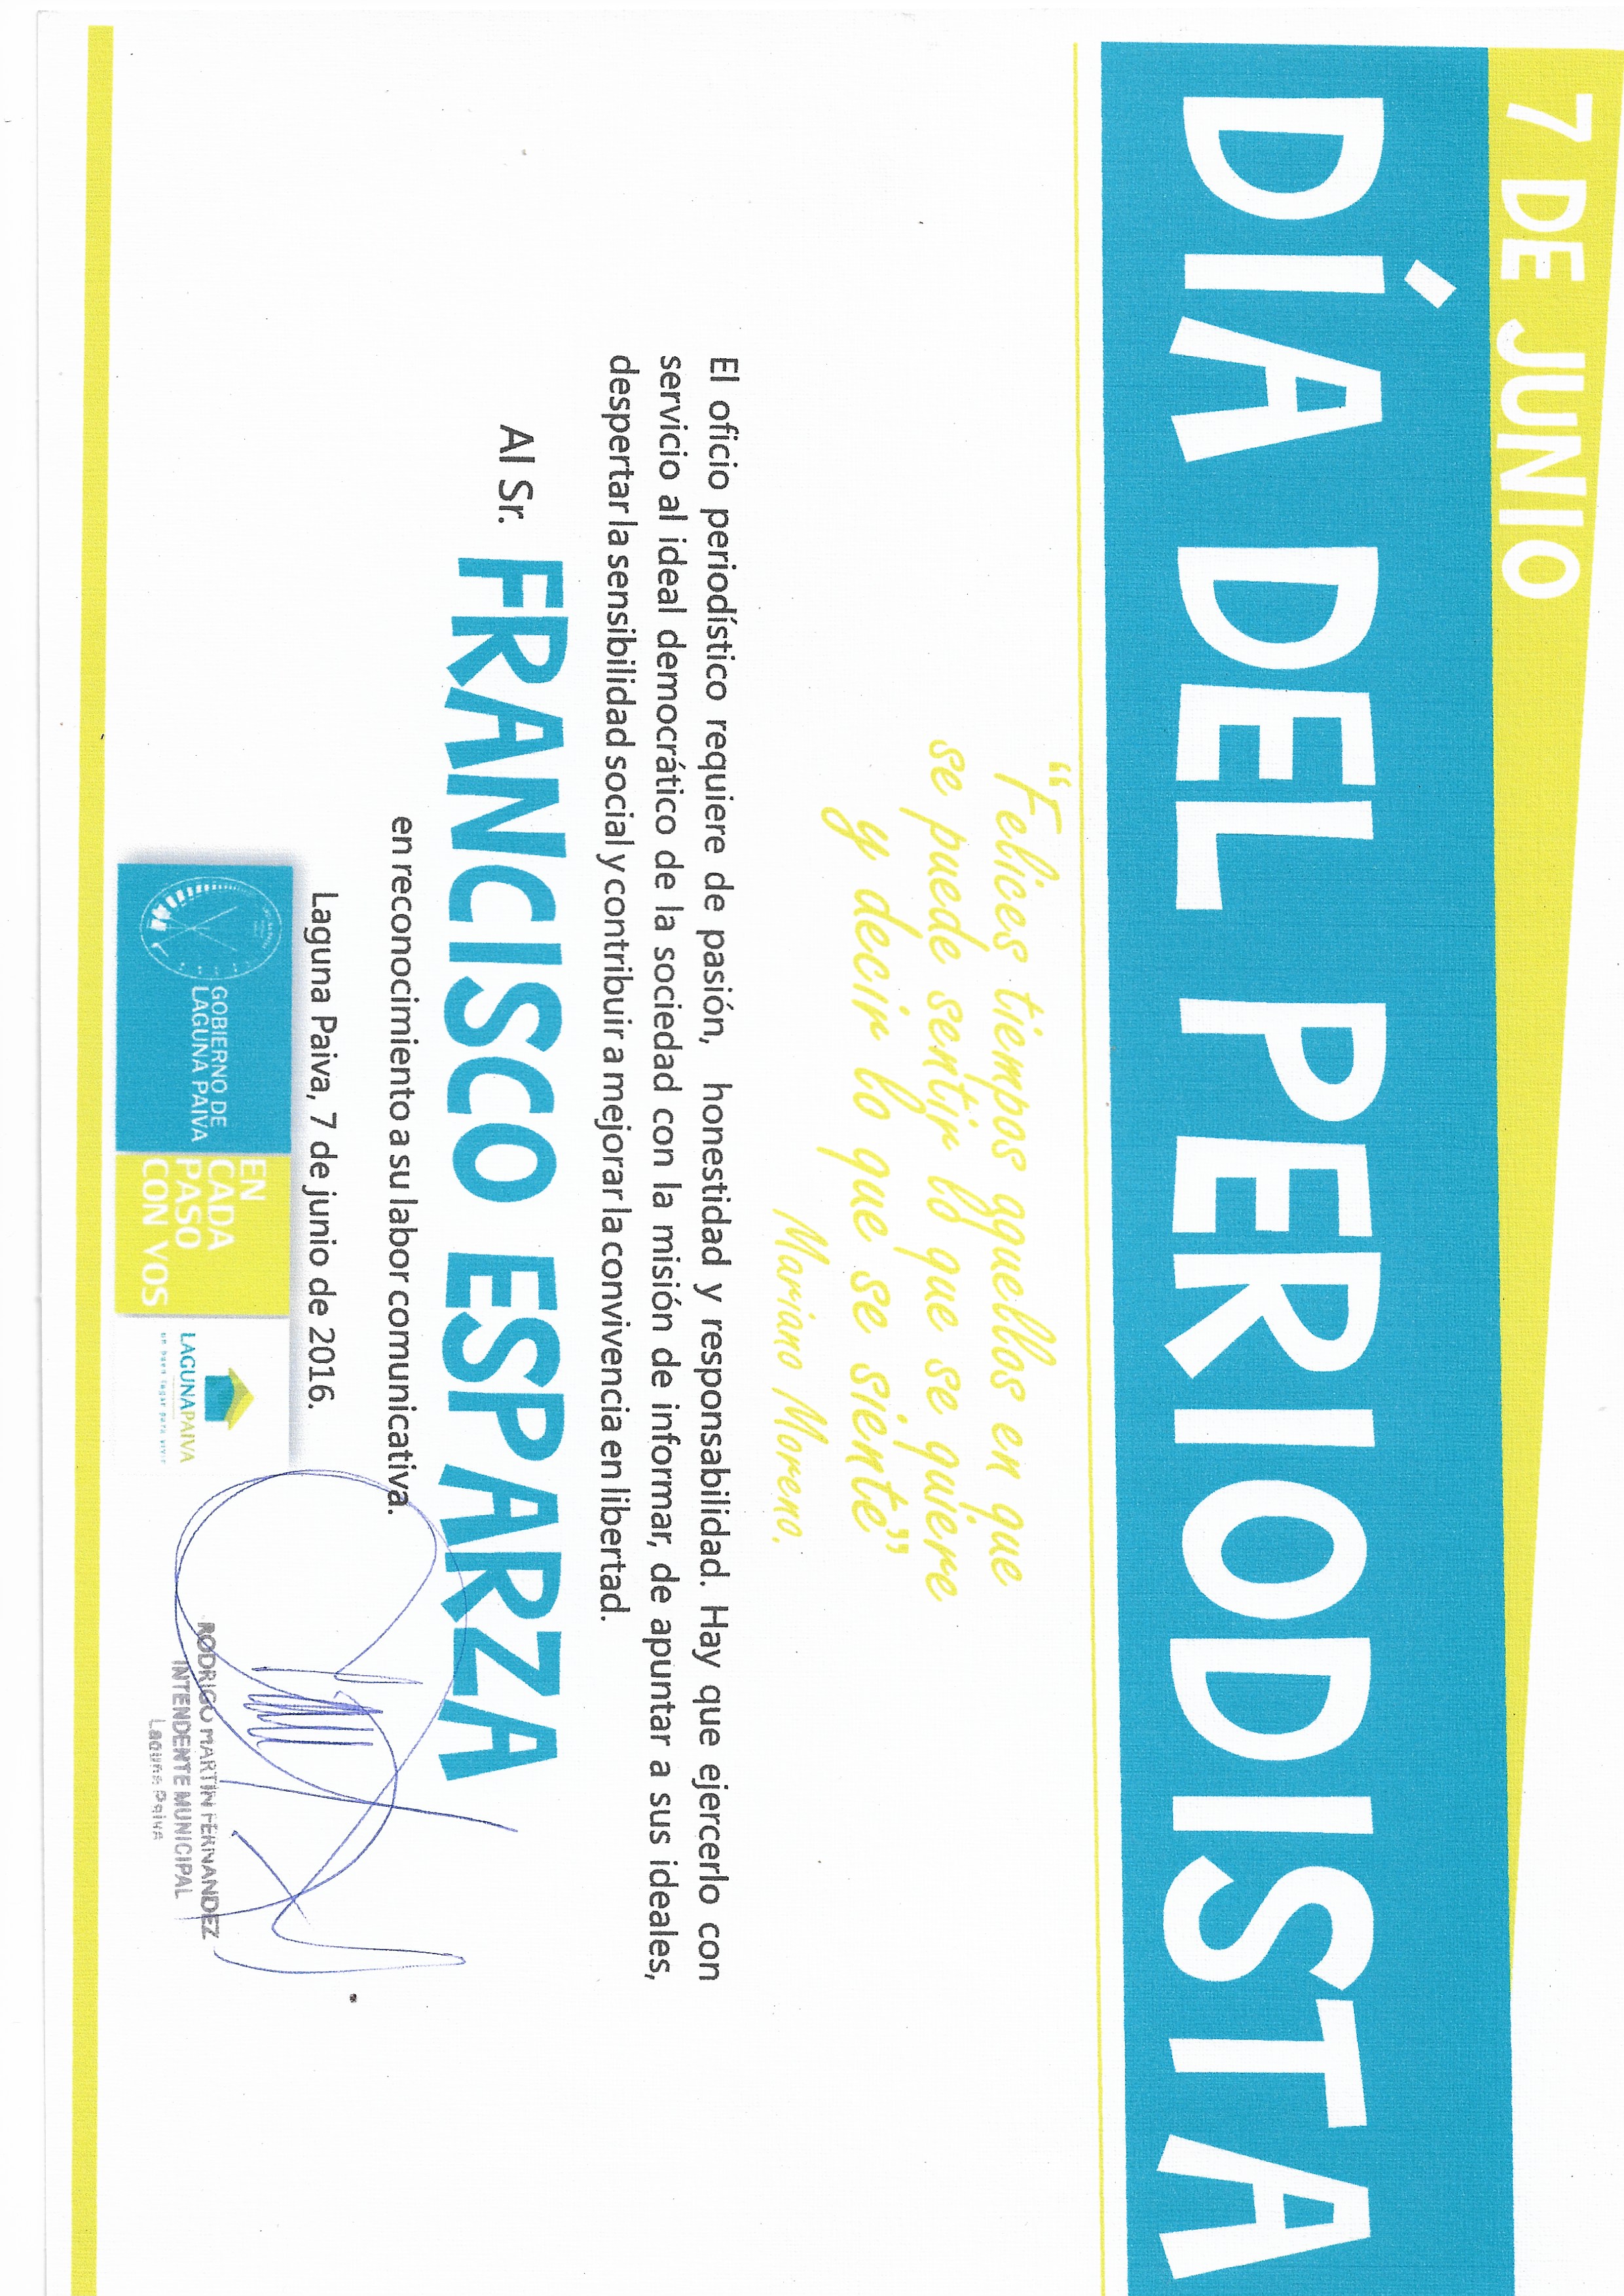 7 DE JUNIO
DÍA DEL PERIODISTA
“Felices tiempos aquellos en que
se puede sentir lo que se quiere
y decir lo que se siente”
Mariano Moreno.
El oficio periodístico requiere de pasión, honestidad y responsabilidad. Hay que ejercerlo con
servicio al ideal democrático de la sociedad con la misión de informar, de apuntar a sus ideales,
despertar la sensibilidad social y contribuir a mejorar la convivencia en libertad.
Al Sr. FRANCISCO ESPARZA
en reconocimiento a su labor comunicativa.
Laguna Paiva, 7 de junio de 2016.
LAGUNA PAIVA
GOBIERNO DE
LAGUNA PAIVA
EN
CADA
PASO
CON VOS
LAGUNAPAIVA
un buen lugar para vivir
RODRIGO MARTIN FERNANDEZ
INTENDENTE MUNICIPAL
Laguna Paiva